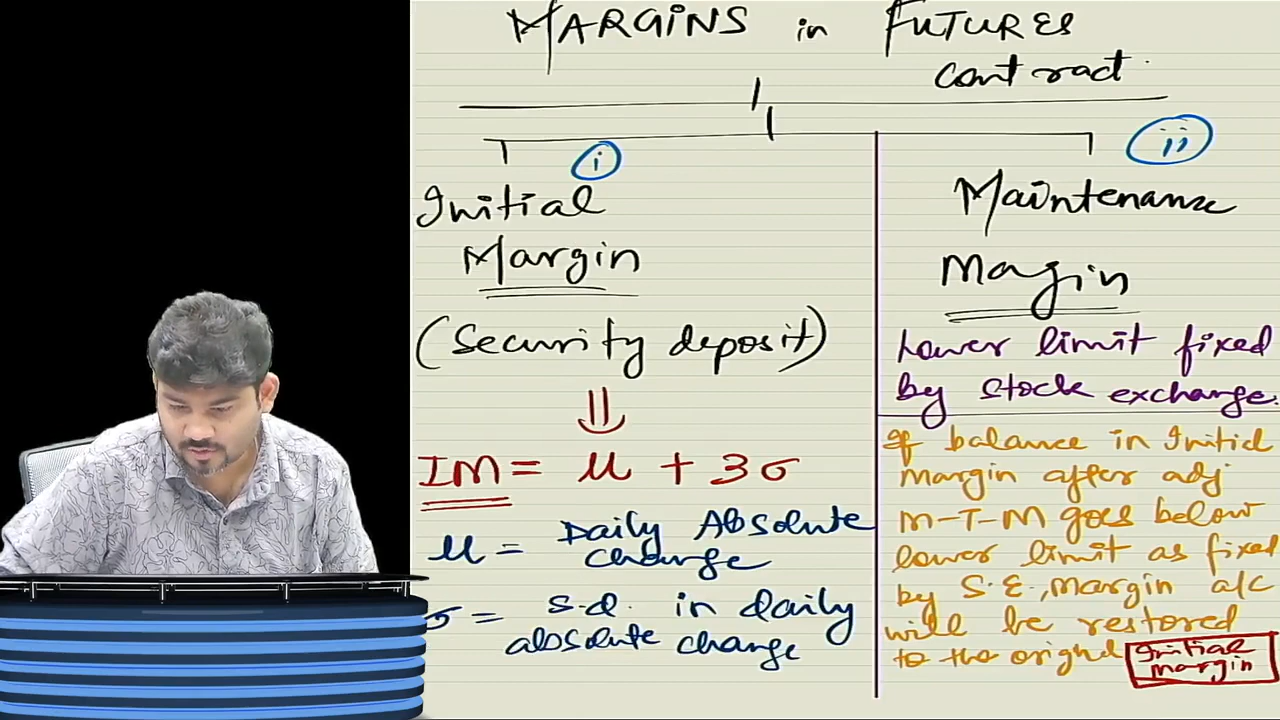 MARGINS in FUTURES
contract
i
Initial
Margin
(Security deposit)
⇓
IM = μ + 3σ
μ = Daily Absolute
change
σ = s.d. in daily
absolute change
ii
Maintenance
Magin
Lower limit fixed
by stock exchange.
If balance in Initial
margin after adj
M-T-M goes below
lower limit as fixed
by S.E., Margin a/c
will be restored
to the orignal Initial
margin